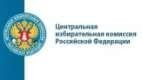 Центральная
избирательная комиссия
Российской Федерации